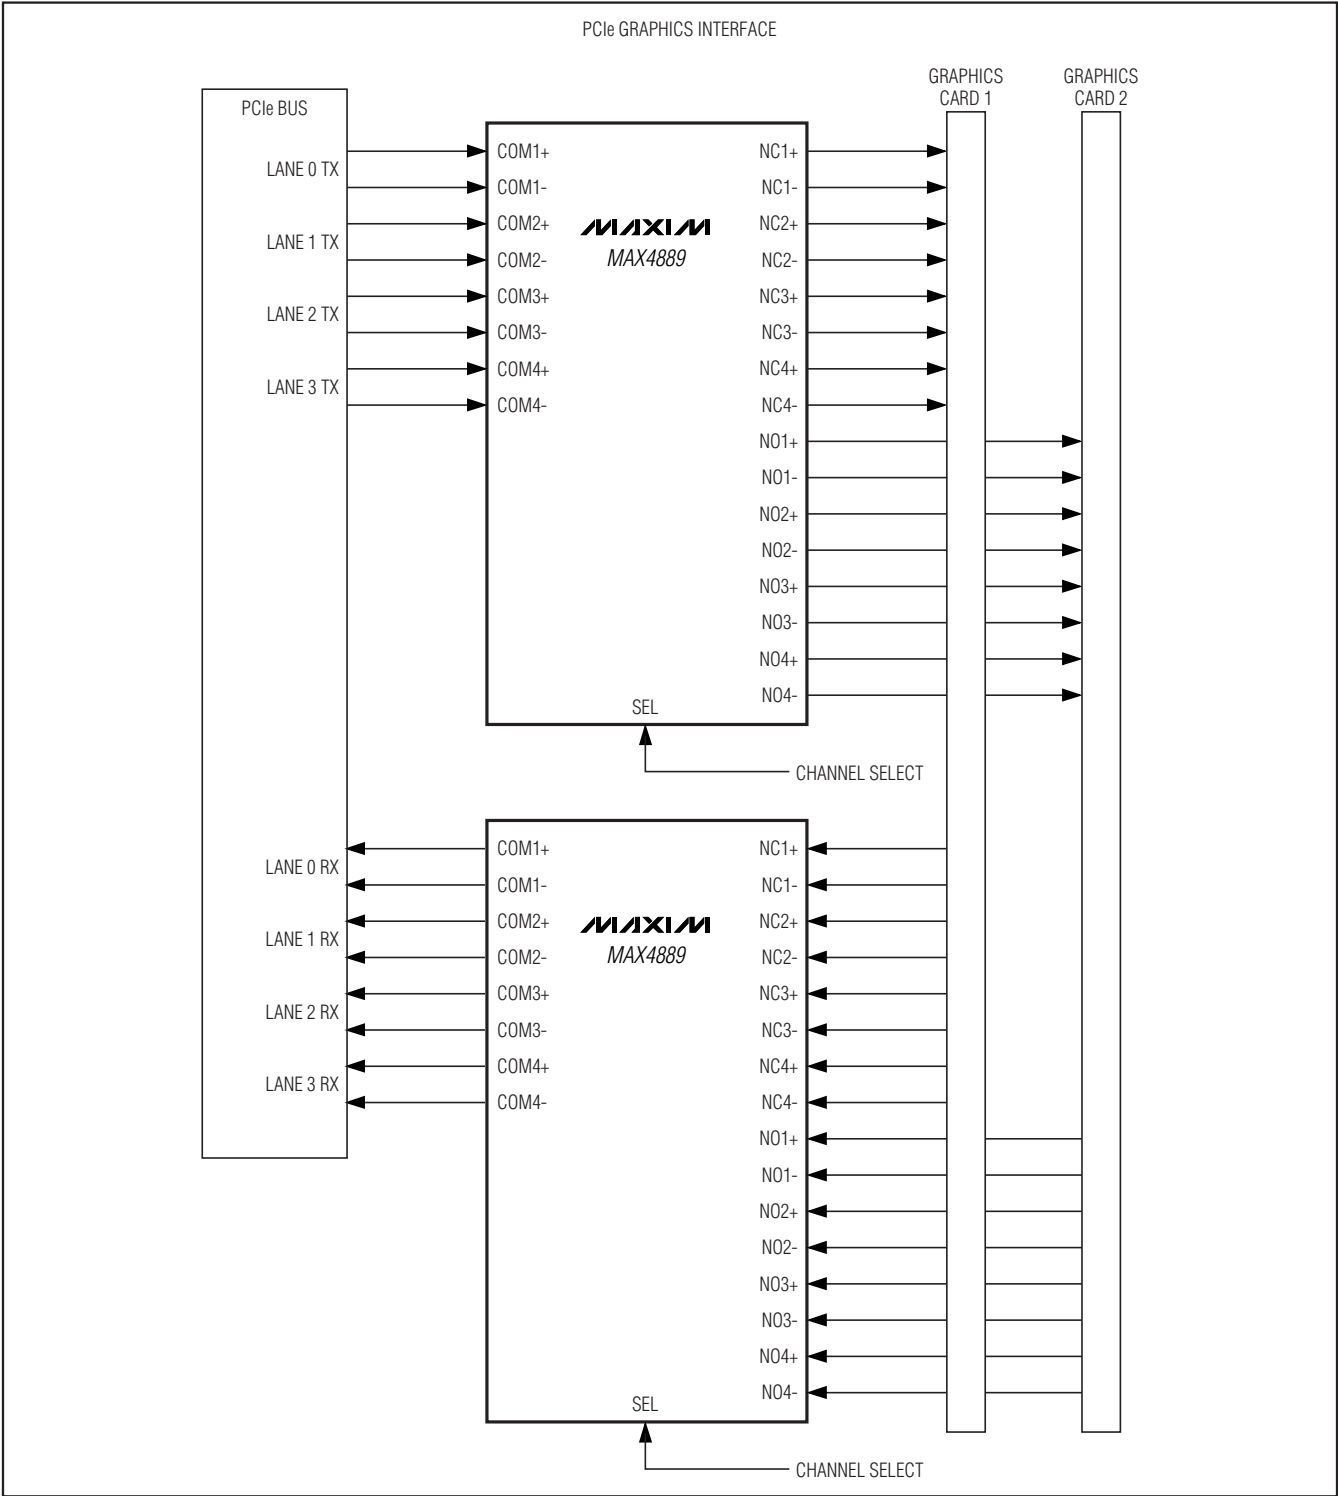 PCIe GRAPHICS INTERFACE
GRAPHICS
CARD 1
GRAPHICS
CARD 2
PCIe BUS
LANE 0 TX
LANE 1 TX
LANE 2 TX
LANE 3 TX
COM1+
COM1-
COM2+
COM2-
COM3+
COM3-
COM4+
COM4-
MAXIM
MAX4889
NC1+
NC1-
NC2+
NC2-
NC3+
NC3-
NC4+
NC4-
NO1+
NO1-
NO2+
NO2-
NO3+
NO3-
NO4+
NO4-
SEL
CHANNEL SELECT
LANE 0 RX
LANE 1 RX
LANE 2 RX
LANE 3 RX
COM1+
COM1-
COM2+
COM2-
COM3+
COM3-
COM4+
COM4-
MAXIM
MAX4889
NC1+
NC1-
NC2+
NC2-
NC3+
NC3-
NC4+
NC4-
NO1+
NO1-
NO2+
NO2-
NO3+
NO3-
NO4+
NO4-
SEL
CHANNEL SELECT